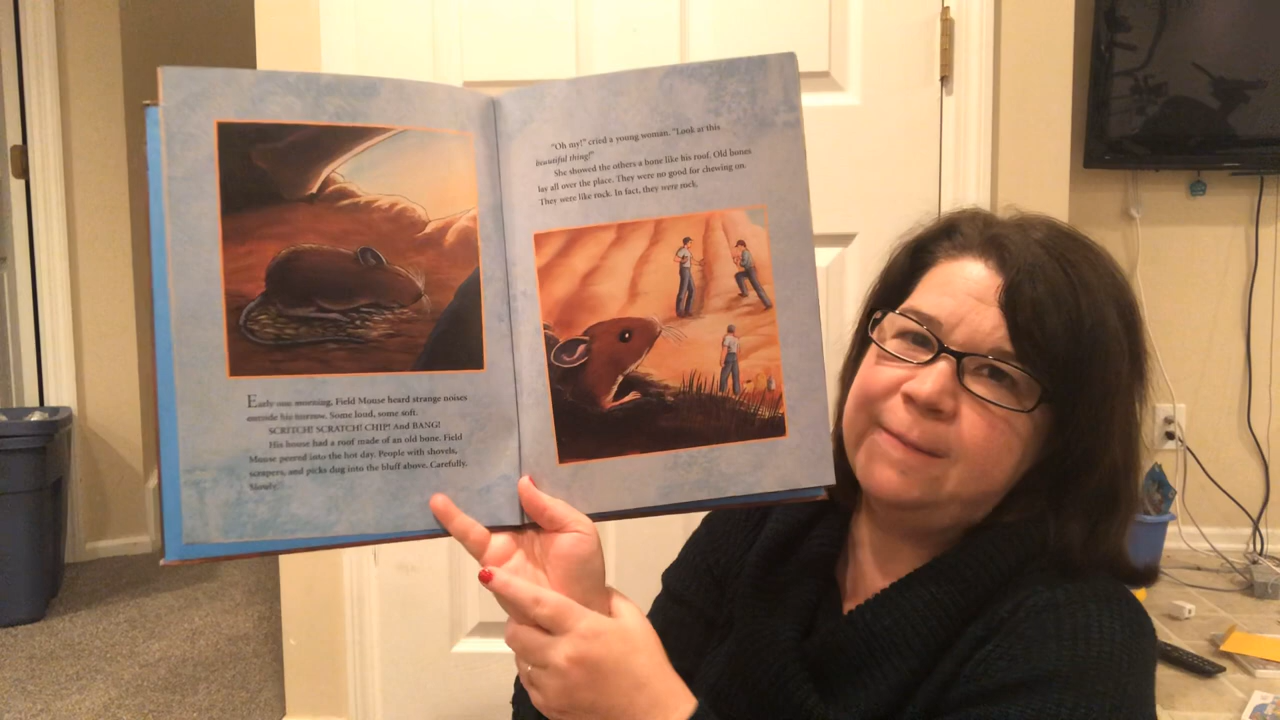 Early one morning, Field Mouse heard strange noises
outside his burrow. Some loud, some soft.
SCRITCH! SCRATCH! CHIP! And BANG!
His house had a roof made of an old bone. Field
Mouse peered into the hot day. People with shovels,
scrapers, and picks dug into the bluff above. Carefully.
Slowly.
"Oh my!" cried a young woman. "Look at this
beautiful thing!"
She showed the others a bone like his roof. Old bones
lay all over the place. They were no good for chewing on.
They were like rock. In fact, they were rock.